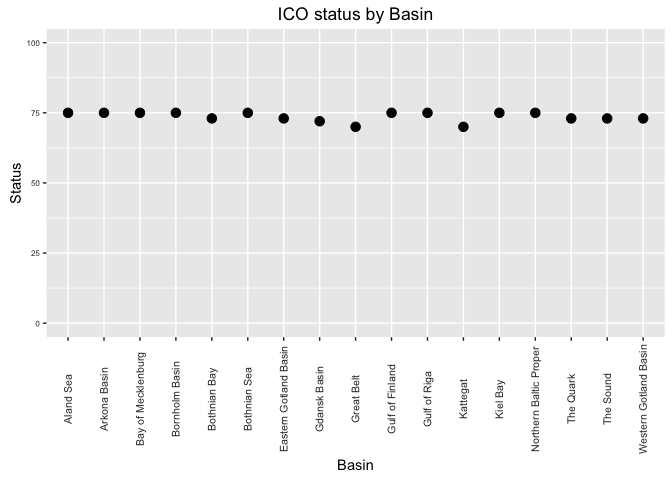 ICO status by Basin
100
75
50
25
0
Status
Aland Sea
Arkona Basin
Bay of Mecklenburg
Bornholm Basin
Bothnian Bay
Bothnian Sea
Eastern Gotland Basin
Gdansk Basin
Great Belt
Gulf of Finland
Gulf of Riga
Kattegat
Kiel Bay
Northern Baltic Proper
The Quark
The Sound
Western Gotland Basin
Basin